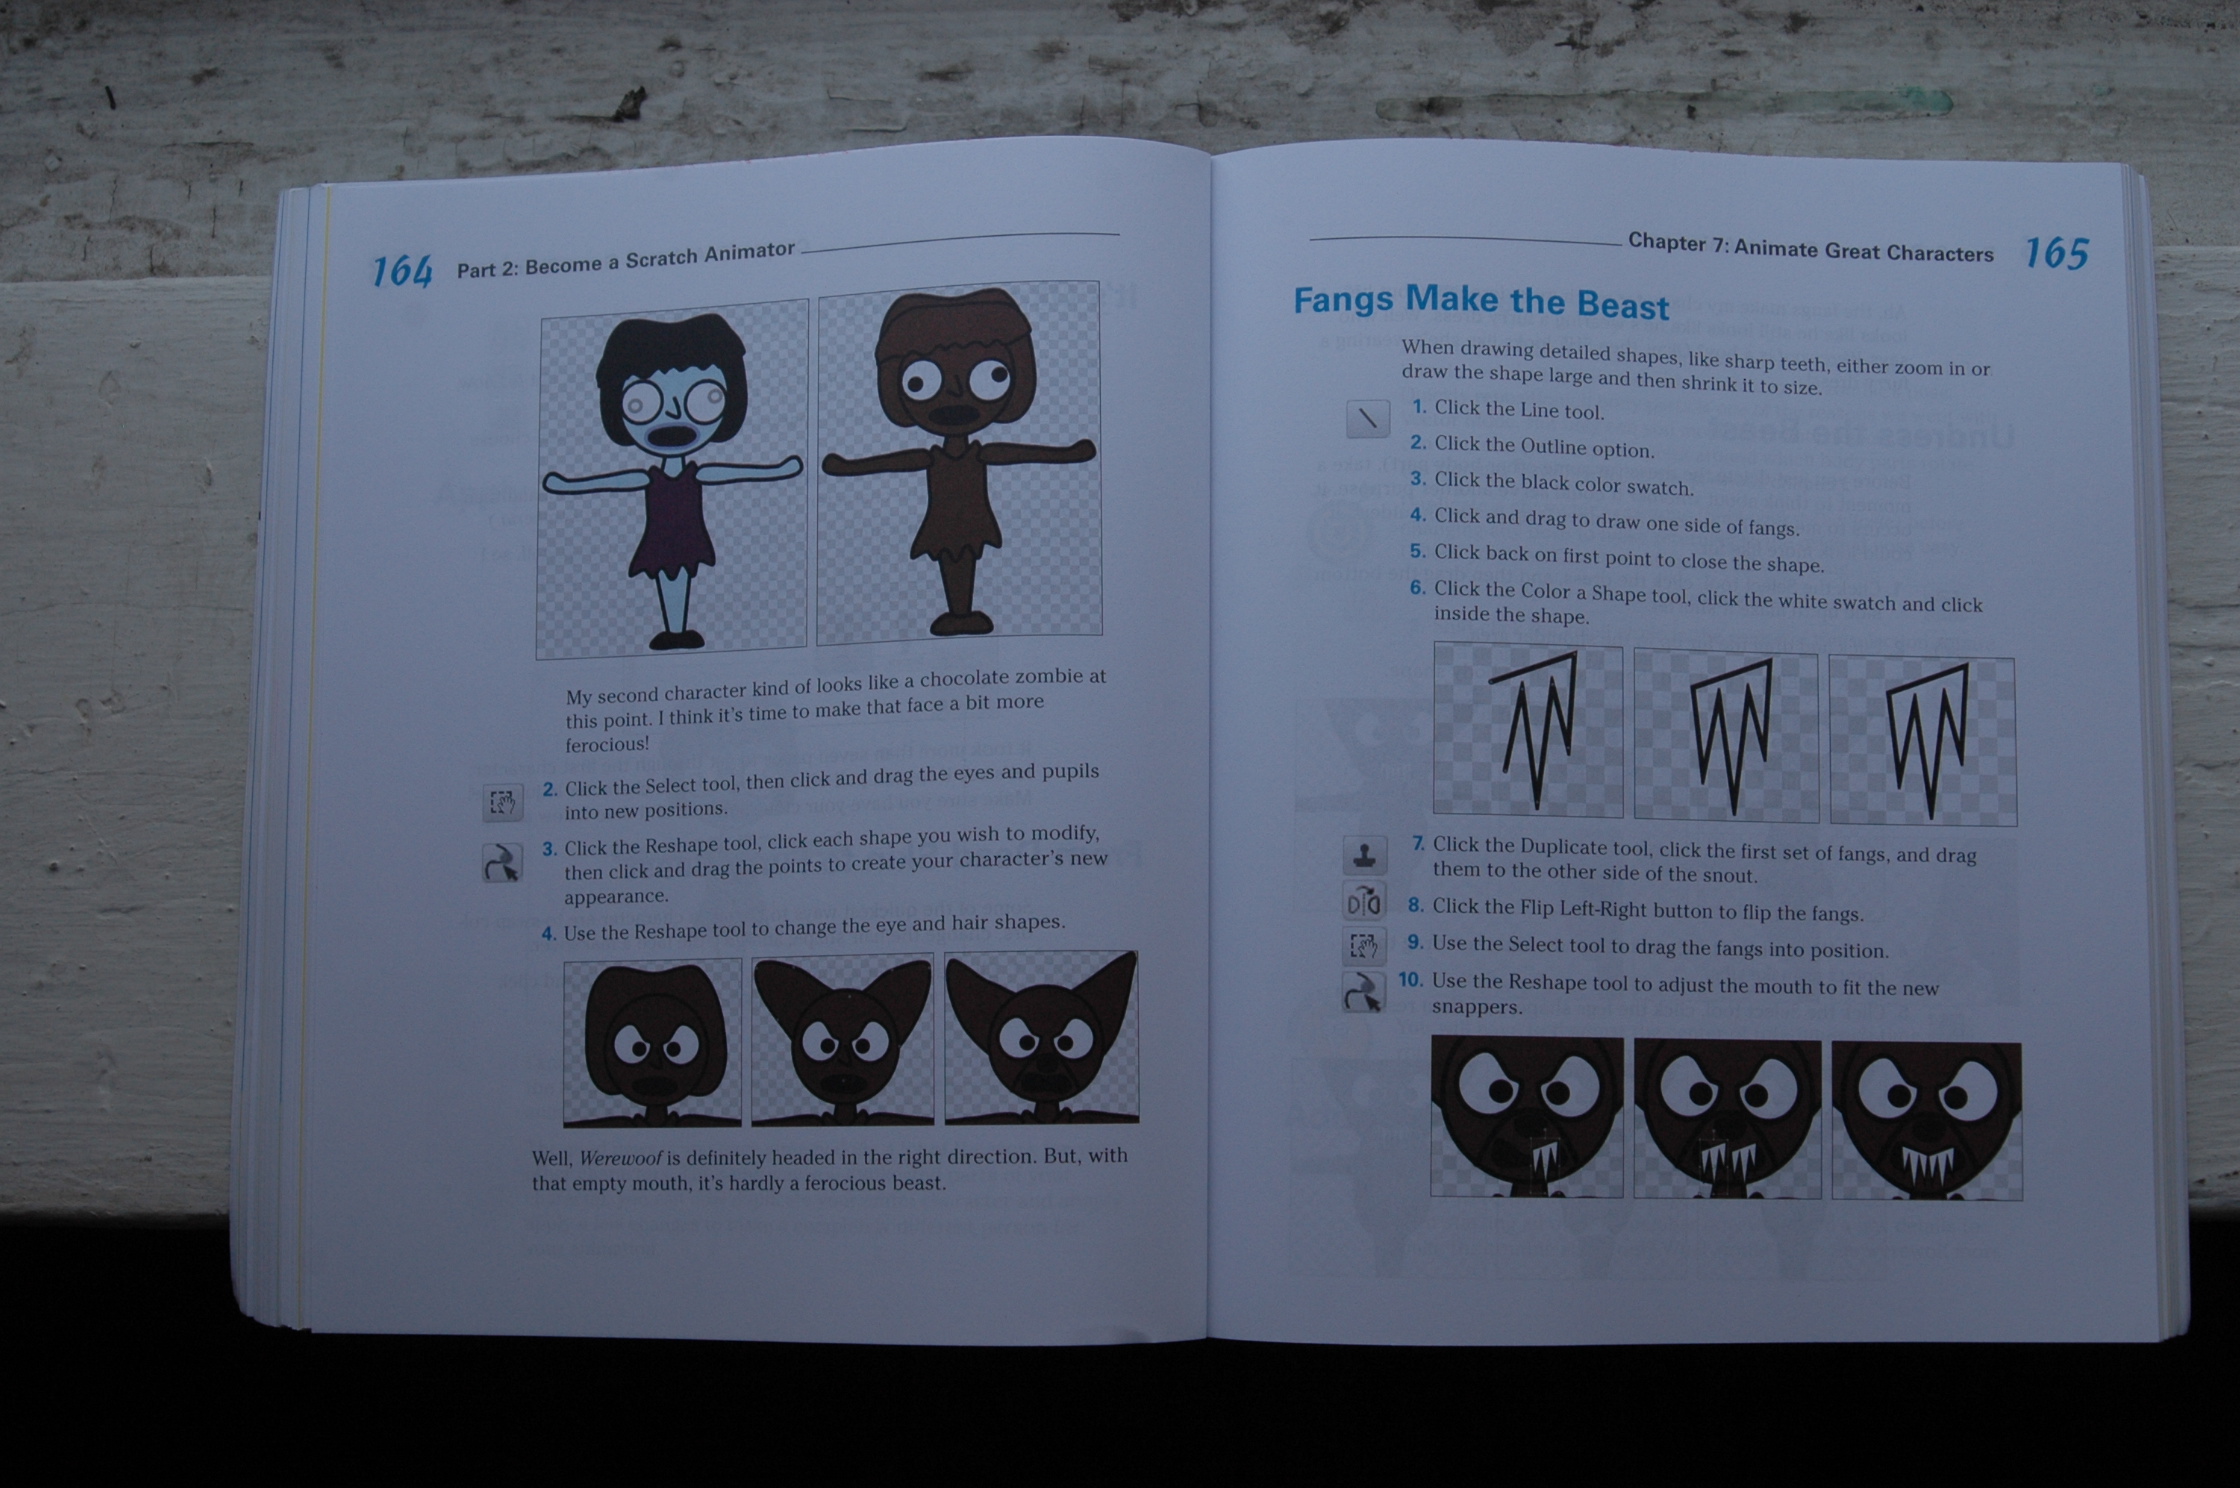 164 Part 2: Become a Scratch Animator
My second character kind of looks like a chocolate zombie at
this point. I think it's time to make that face a bit more
ferocious!
2. Click the Select tool, then click and drag the eyes and pupils
into new positions.
3. Click the Reshape tool, click each shape you wish to modify,
then click and drag the points to create your character's new
appearance.
4. Use the Reshape tool to change the eye and hair shapes.
Well, Werewoof is definitely headed in the right direction. But, with
that empty mouth, it's hardly a ferocious beast.
Chapter 7: Animate Great Characters 165
Fangs Make the Beast
When drawing detailed shapes, like sharp teeth, either zoom in or
draw the shape large and then shrink it to size.
1. Click the Line tool.
2. Click the Outline option.
3. Click the black color swatch.
4. Click and drag to draw one side of fangs.
5. Click back on first point to close the shape.
6. Click the Color a Shape tool, click the white swatch and click
inside the shape.
7. Click the Duplicate tool, click the first set of fangs, and drag
them to the other side of the snout.
8. Click the Flip Left-Right button to flip the fangs.
9. Use the Select tool to drag the fangs into position.
10. Use the Reshape tool to adjust the mouth to fit the new
snappers.